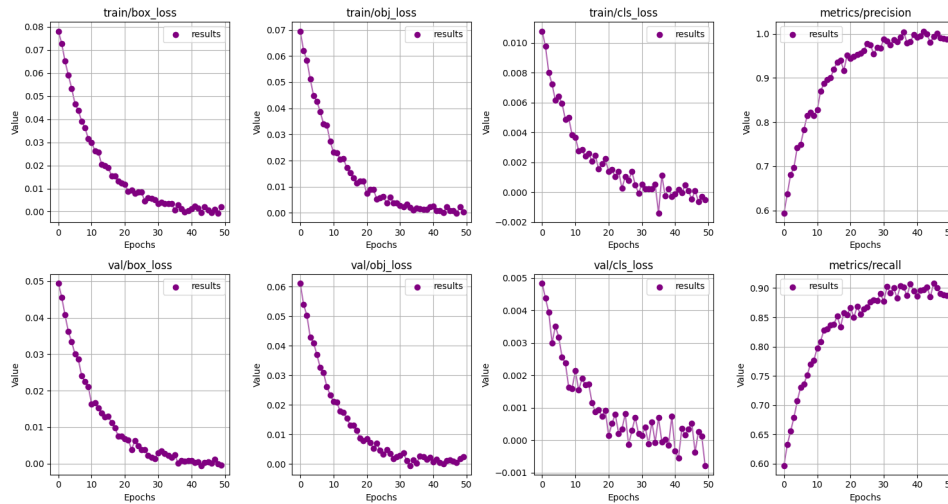 train/box_loss
results
0.08
0.07
0.06
0.05
0.04
0.03
0.02
0.01
0.00
Value
0 10 20 30 40 50
Epochs
train/obj_loss
results
0.07
0.06
0.05
0.04
0.03
0.02
0.01
0.00
Value
0 10 20 30 40 50
Epochs
train/cls_loss
results
0.010
0.008
0.006
0.004
0.002
0.000
−0.002
Value
0 10 20 30 40 50
Epochs
metrics/precision
results
1.0
0.9
0.8
0.7
0.6
Value
0 10 20 30 40 50
Epochs
val/box_loss
results
0.05
0.04
0.03
0.02
0.01
0.00
Value
0 10 20 30 40 50
Epochs
val/obj_loss
results
0.06
0.05
0.04
0.03
0.02
0.01
0.00
Value
0 10 20 30 40 50
Epochs
val/cls_loss
results
0.005
0.004
0.003
0.002
0.001
0.000
−0.001
Value
0 10 20 30 40 50
Epochs
metrics/recall
results
0.90
0.85
0.80
0.75
0.70
0.65
0.60
Value
0 10 20 30 40 50
Epochs